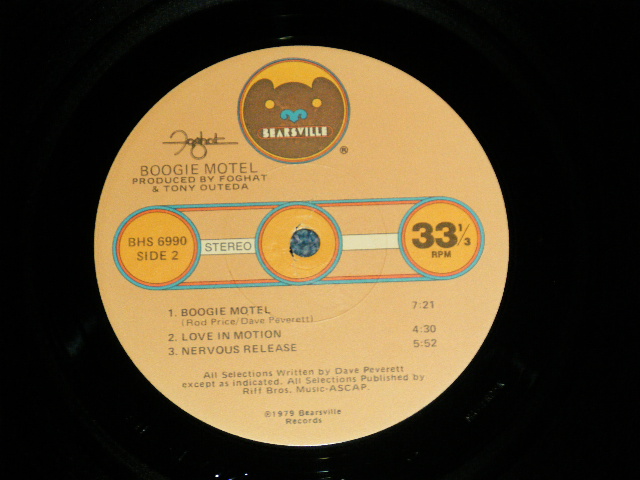 BEARSVILLE
®
Foghat
BOOGIE MOTEL
PRODUCED BY FOGHAT
& TONY OUTEDA
BHS 6990
SIDE 2
STEREO
33 1/3
RPM
1. BOOGIE MOTEL 7:21
(Rod Price/Dave Peverett)
2. LOVE IN MOTION 4:30
3. NERVOUS RELEASE 5:52
All Selections Written by Dave Peverett
except as indicated. All Selections Published by
Riff Bros. Music-ASCAP.
℗1979 Bearsville
Records